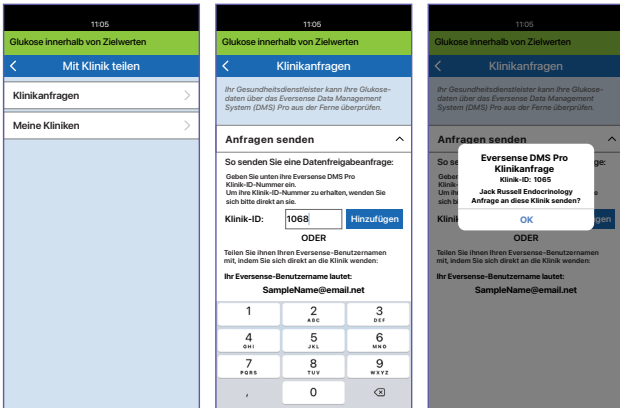 11:05
Glukose innerhalb von Zielwerten
Mit Klinik teilen
Klinikanfragen
Meine Kliniken
11:05
Glukose innerhalb von Zielwerten
Klinikanfragen
Ihr Gesundheitsdienstleister kann Ihre Glukose-
daten über das Eversense Data Management
System (DMS) Pro aus der Ferne überprüfen.
Anfragen senden
So senden Sie eine Datenfreigabeanfrage:
Geben Sie unten ihre Eversense DMS Pro
Klinik-ID-Nummer ein.
Um ihre Klinik-ID-Nummer zu erhalten, wenden Sie
sich bitte direkt an sie.
Klinik-ID: 1068 Hinzufügen
ODER
Teilen Sie Ihnen Ihren Eversense-Benutzernamen
mit, indem Sie sich direkt an die Klinik wenden:
Ihr Eversense-Benutzername lautet:
SampleName@email.net
1 2 3
ABC DEF
4 5 6
GHI JKL MNO
7 8 9
PQRS TUV WXYZ
, 0
11:05
Glukose innerhalb von Zielwerten
Klinikanfragen
Ihr Gesundheitsdienstleister kann Ihre Glukose-
daten über das Eversense Data Management
System (DMS) Pro aus der Ferne überprüfen.
Anfragen senden
Eversense DMS Pro
Klinikanfrage
Klinik-ID: 1065
Jack Russell Endocrinology
Anfrage an diese Klinik senden?
OK
ODER
Teilen Sie Ihnen Ihren Eversense-Benutzernamen
mit, indem Sie sich direkt an die Klinik wenden:
Ihr Eversense-Benutzername lautet:
SampleName@email.net